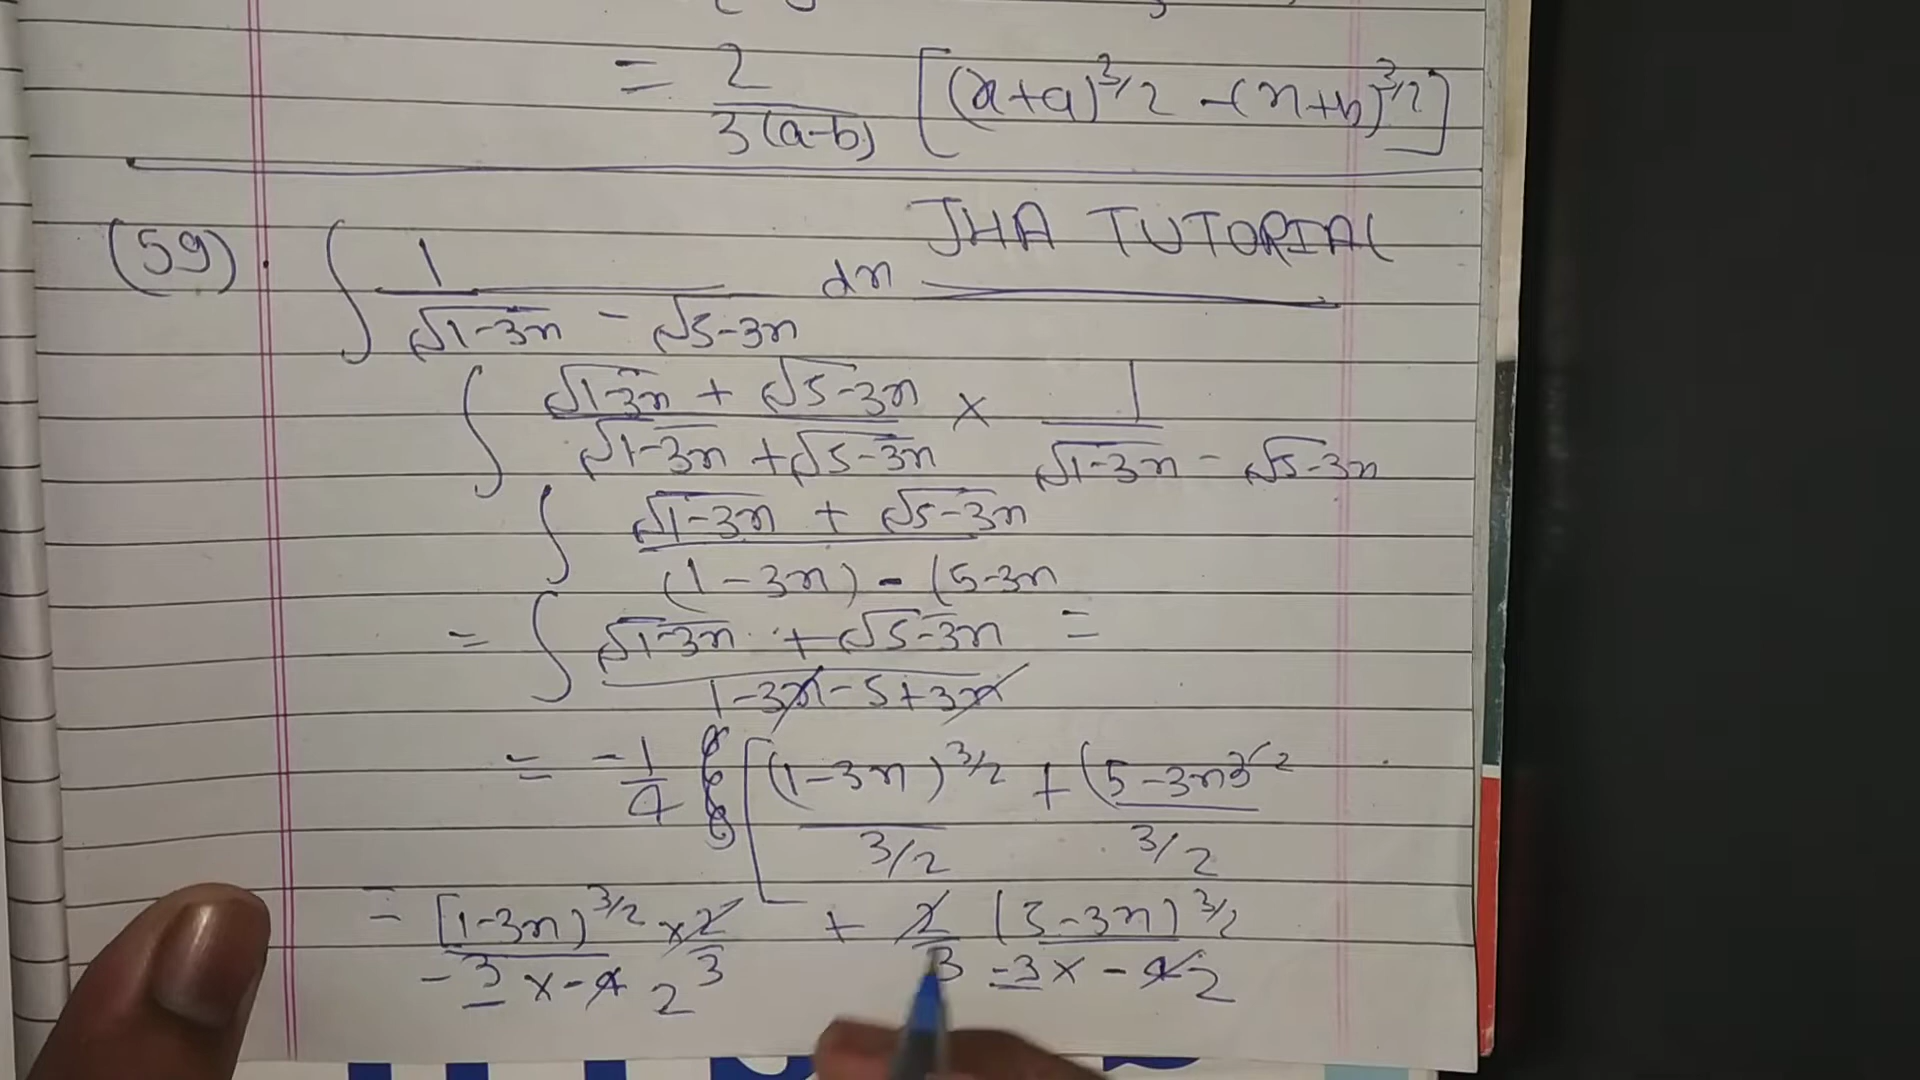 = 2/3(a-b) [(x+a)^3/2 - (x+b)^3/2]
JHA TUTORIAL
(59). ∫ 1/(√1-3x - √5-3x) dx
∫ (√1-3x + √5-3x)/(√1-3x + √5-3x) × 1/(√1-3x - √5-3x)
∫ (√1-3x + √5-3x)/((1-3x) - (5-3x)
= ∫ (√1-3x + √5-3x)/(1-3x-5+3x) =
= -1/4 [(1-3x)^3/2 / 3/2 + (5-3x)^3/2 / 3/2
= [1-3x)^3/2 × 2 / -3 × -4 2 3 + 2/3 (5-3x)^3/2 / -3 × -4 2